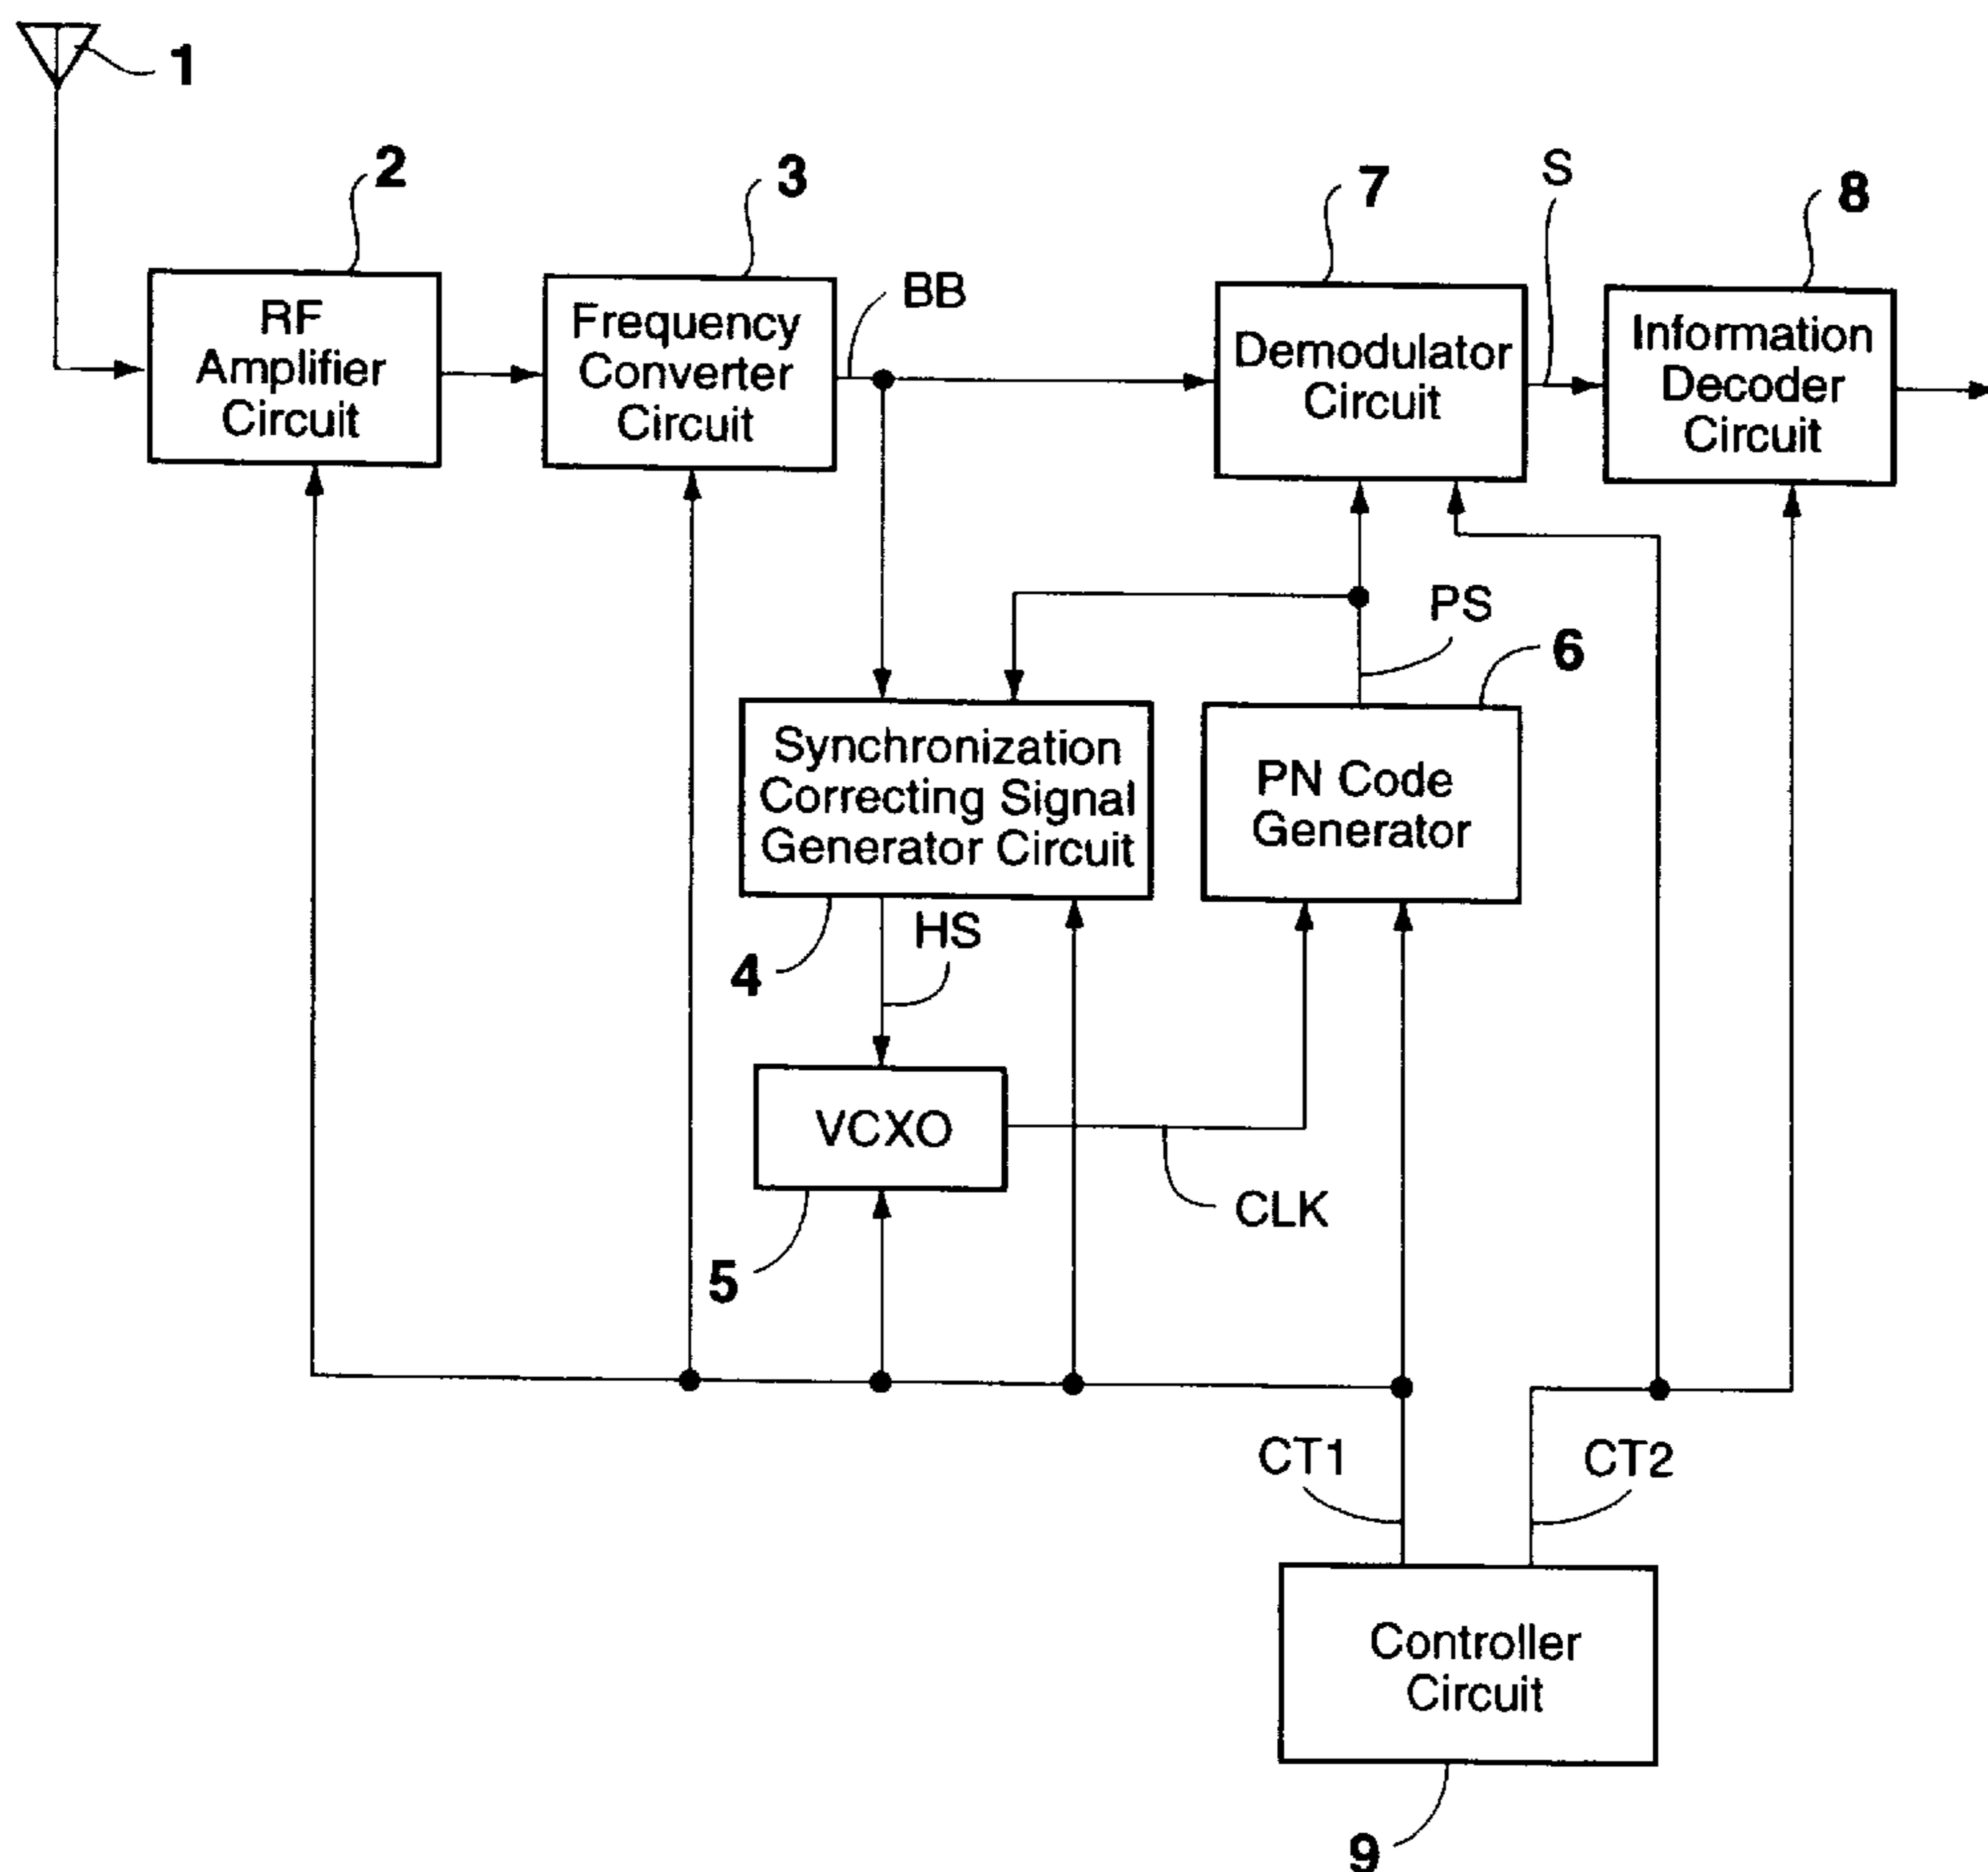 1
2
3
7
S
8
RF
Amplifier
Circuit
Frequency
Converter
Circuit
BB
Demodulator
Circuit
Information
Decoder
Circuit
PS
6
Synchronization
Correcting Signal
Generator Circuit
PN Code
Generator
4
HS
VCXO
5
CLK
CT1
CT2
Controller
Circuit
9